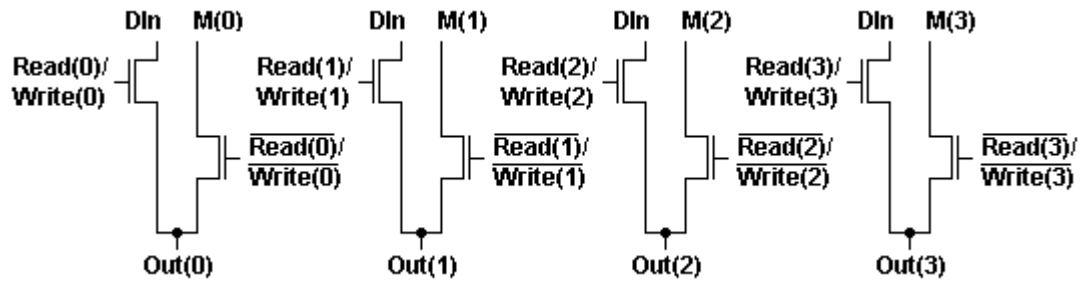 DIn M(0) DIn M(1) DIn M(2) DIn M(3)
Read(0)/ Read(1)/ Read(2)/ Read(3)/
Write(0) Write(1) Write(2) Write(3)
Read(0)/ Read(1)/ Read(2)/ Read(3)/
Write(0) Write(1) Write(2) Write(3)
Out(0) Out(1) Out(2) Out(3)